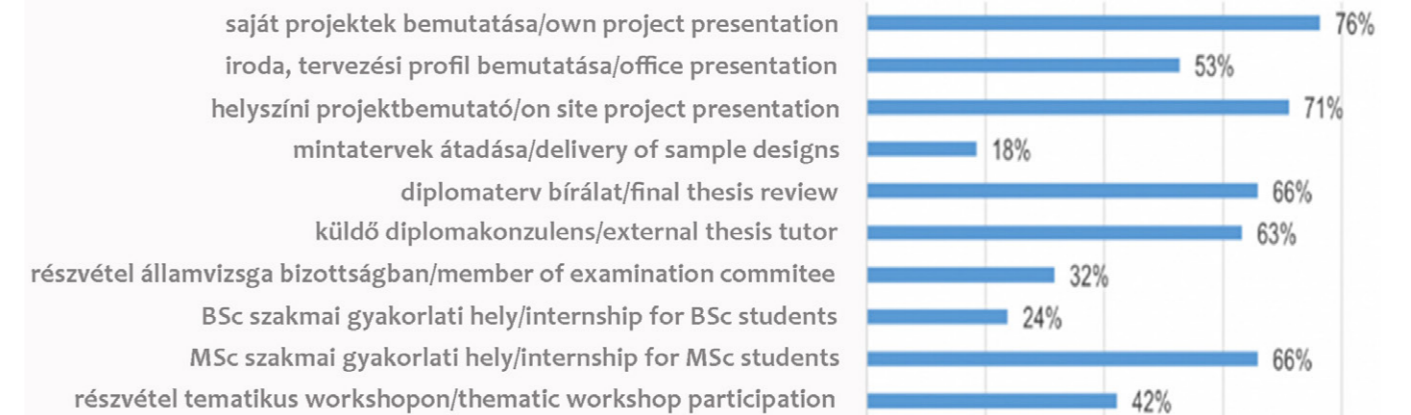 saját projektek bemutatása/own project presentation 76%
iroda, tervezési profil bemutatása/office presentation 53%
helyszíni projektbemutató/on site project presentation 71%
mintatervek átadása/delivery of sample designs 18%
diplomaterv bírálat/final thesis review 66%
küldő diplomakonzulens/external thesis tutor 63%
részvétel államvizsga bizottságban/member of examination commitee 32%
BSc szakmai gyakorlati hely/internship for BSc students 24%
MSc szakmai gyakorlati hely/internship for MSc students 66%
részvétel tematikus workshopon/thematic workshop participation 42%